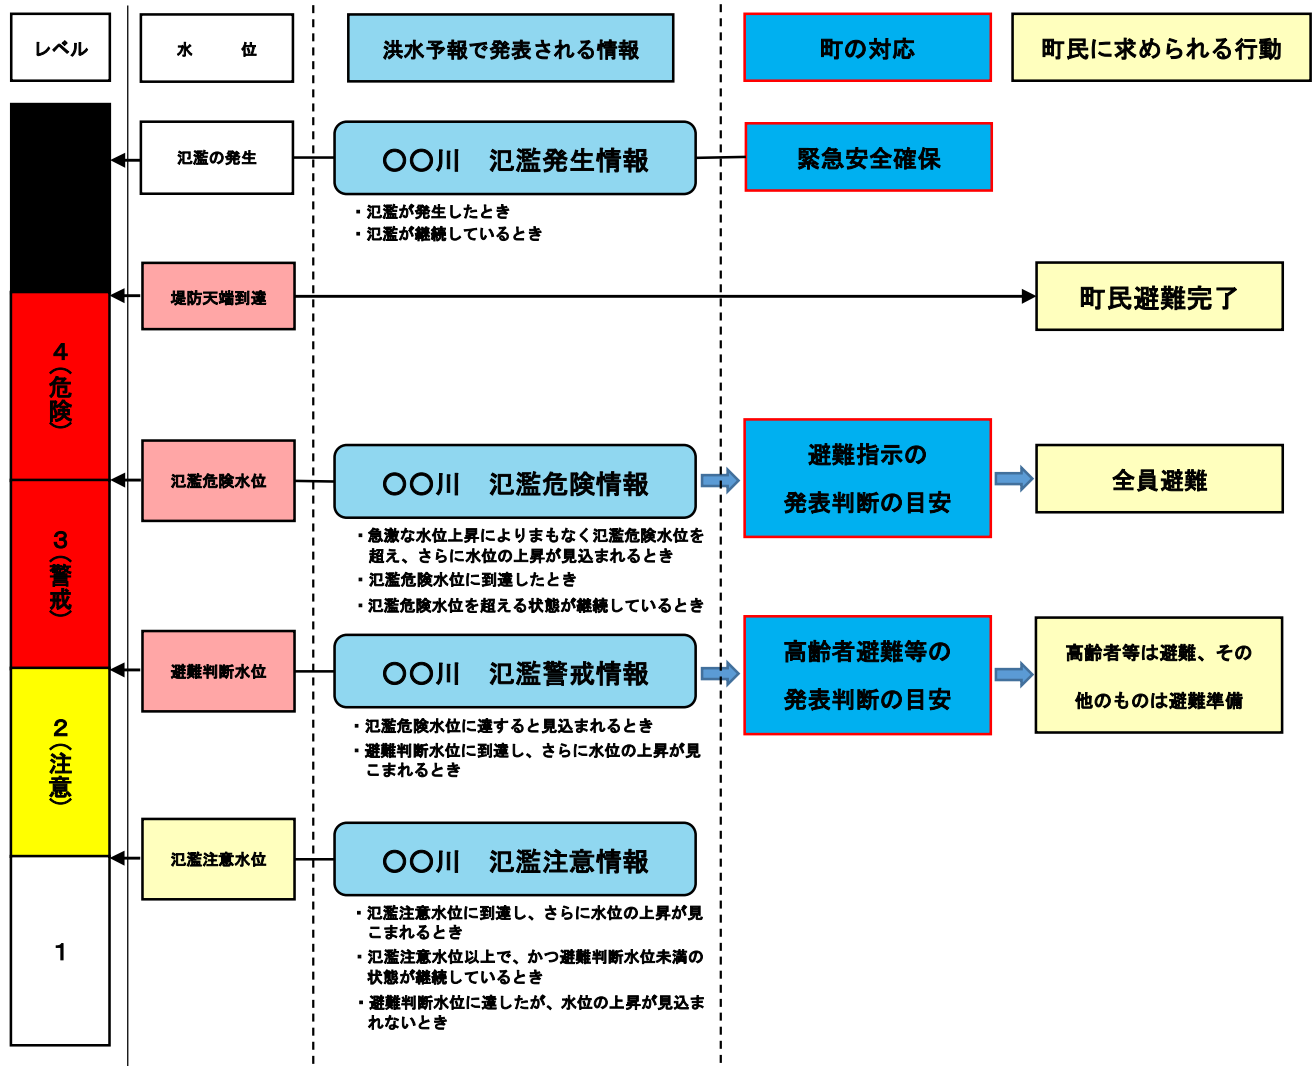 レベル
水　　位
洪水予報で発表される情報
町の対応
町民に求められる行動
氾濫の発生
〇〇川　氾濫発生情報
緊急安全確保
・氾濫が発生したとき
・氾濫が継続しているとき
堤防天端到達
町民避難完了
４（危険）
氾濫危険水位
〇〇川　氾濫危険情報
避難指示の
発表判断の目安
全員避難
・急激な水位上昇によりまもなく氾濫危険水位を
超え、さらに水位の上昇が見込まれるとき
・氾濫危険水位に到達したとき
・氾濫危険水位を超える状態が継続しているとき
３（警戒）
避難判断水位
〇〇川　氾濫警戒情報
高齢者避難等の
発表判断の目安
高齢者等は避難、その
他のものは避難準備
・氾濫危険水位に達すると見込まれるとき
・避難判断水位に到達し、さらに水位の上昇が見
こまれるとき
２（注意）
氾濫注意水位
〇〇川　氾濫注意情報
・氾濫注意水位に到達し、さらに水位の上昇が見
こまれるとき
・氾濫注意水位以上で、かつ避難判断水位未満の
状態が継続しているとき
・避難判断水位に達したが、水位の上昇が見込ま
れないとき
１